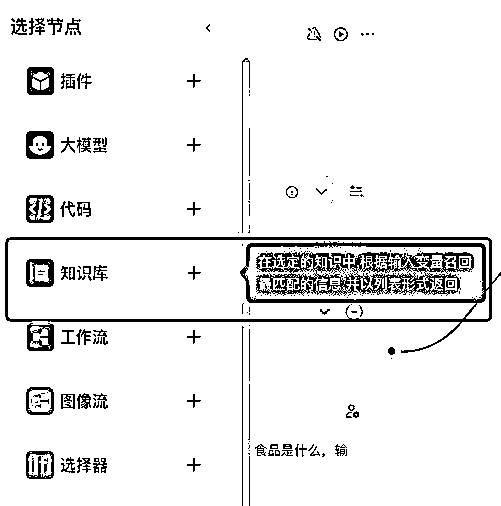 选择节点
插件
大模型
代码
知识库
在选定的知识中,根据输入变量召回
最匹配的信息,并以列表形式返回
工作流
图像流
选择器
食品是什么，输